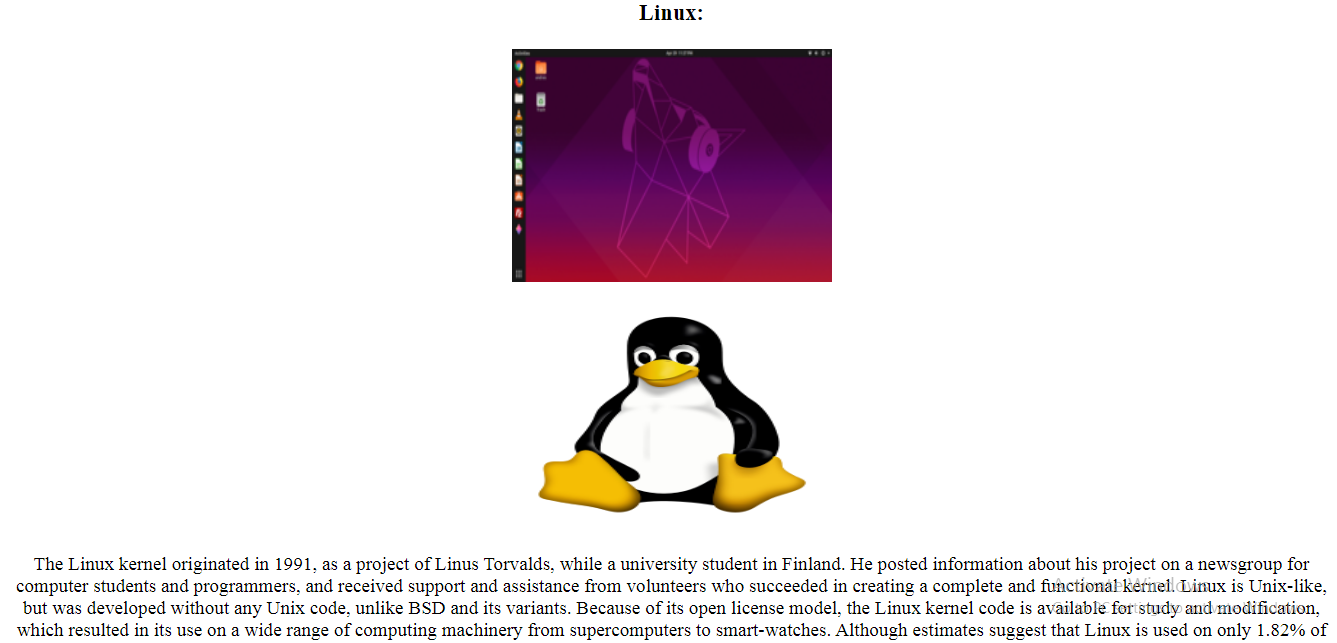 Linux:
The Linux kernel originated in 1991, as a project of Linus Torvalds, while a university student in Finland. He posted information about his project on a newsgroup for
computer students and programmers, and received support and assistance from volunteers who succeeded in creating a complete and functional kernel. Linux is Unix-like,
but was developed without any Unix code, unlike BSD and its variants. Because of its open license model, the Linux kernel code is available for study and modification,
which resulted in its use on a wide range of computing machinery from supercomputers to smart-watches. Although estimates suggest that Linux is used on only 1.82% of
Activate Windows